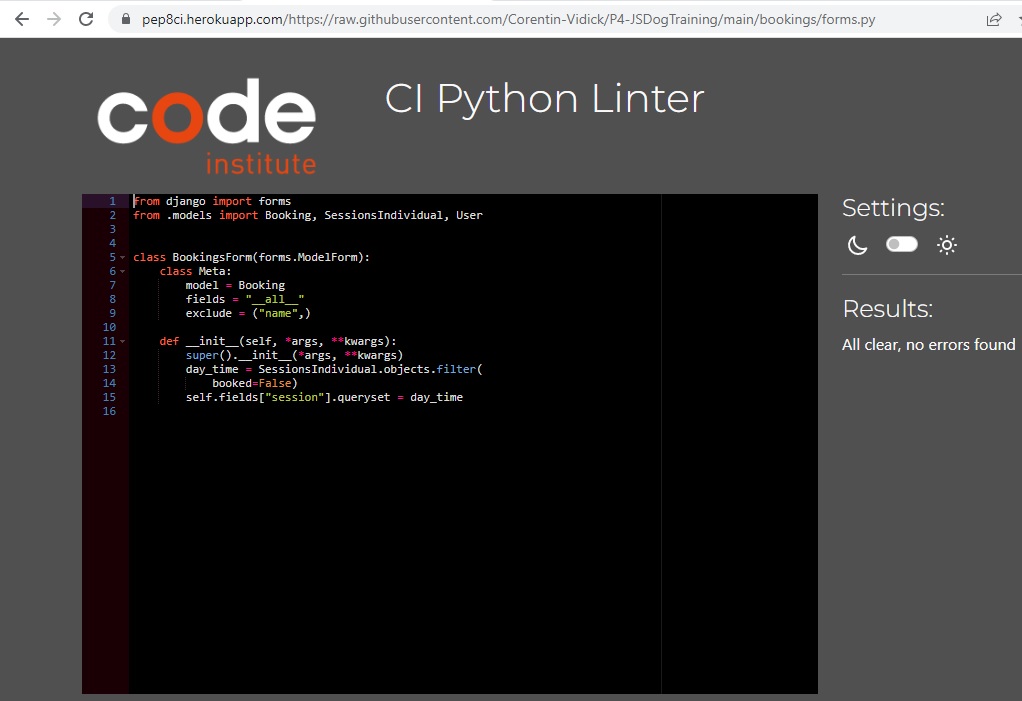 pep8ci.herokuapp.com/https://raw.githubusercontent.com/Corentin-Vidick/P4-JSDogTraining/main/bookings/forms.py
code
institute
CI Python Linter
1 from django import forms
2 from .models import Booking, SessionsIndividual, User
3
4
5 class BookingsForm(forms.ModelForm):
6     class Meta:
7         model = Booking
8         fields = "__all__"
9         exclude = ("name",)
10
11     def __init__(self, *args, **kwargs):
12         super().__init__(*args, **kwargs)
13         day_time = SessionsIndividual.objects.filter(
14             booked=False)
15         self.fields["session"].queryset = day_time
16
Settings:
Results:
All clear, no errors found